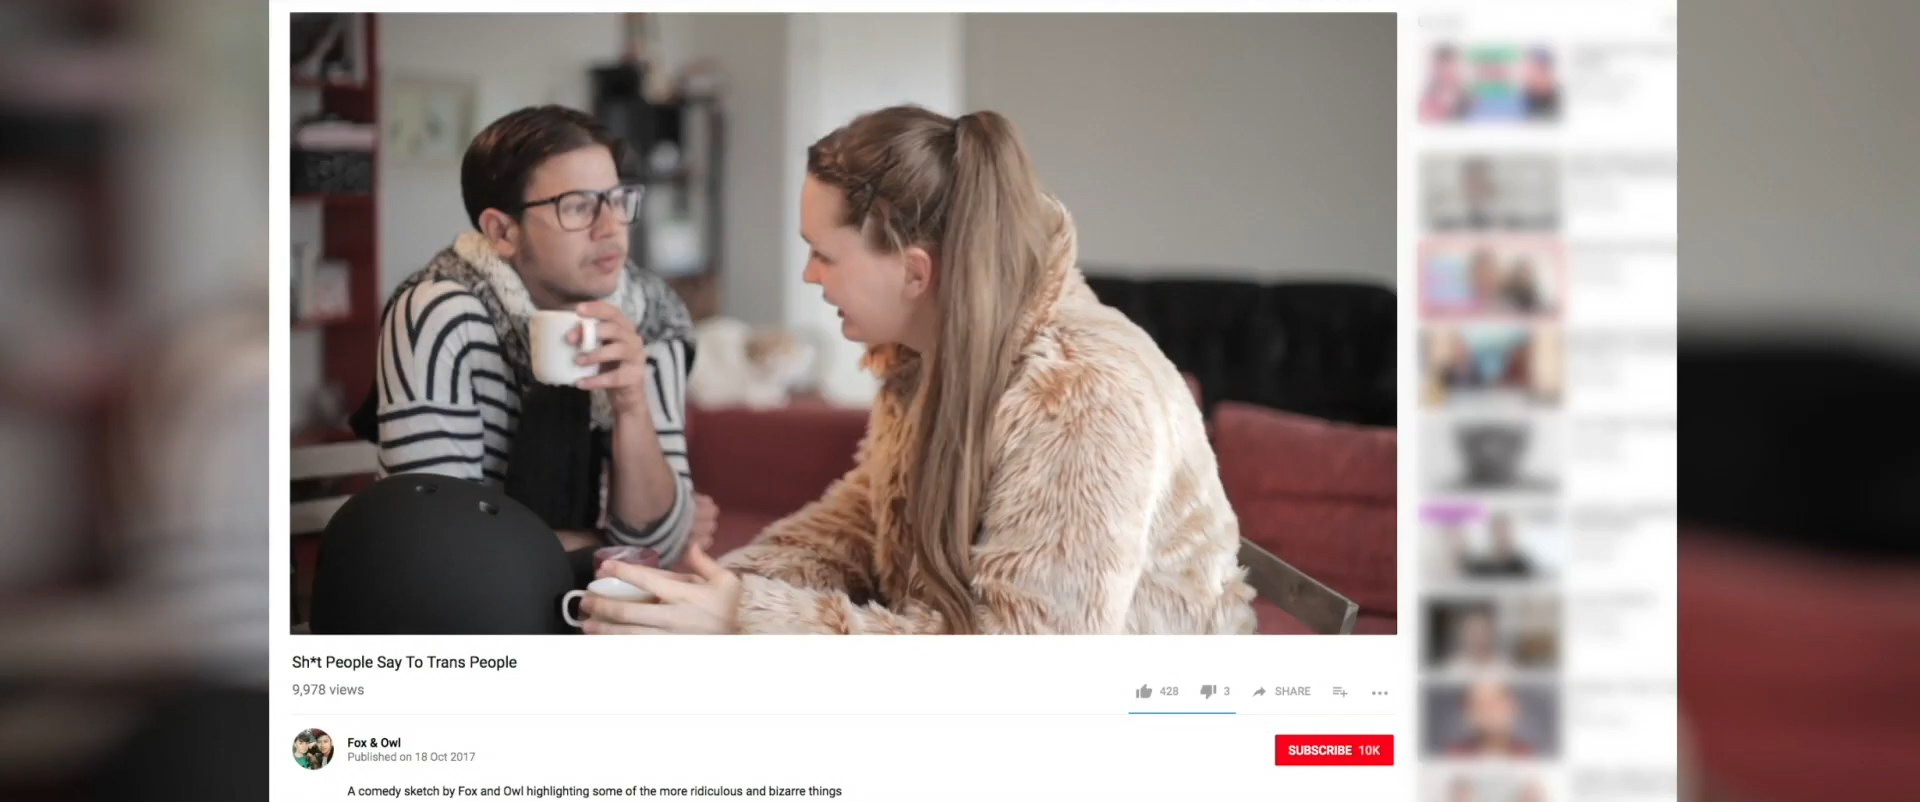 Sh*t People Say To Trans People
9,978 views
428
3
SHARE
Fox & Owl
Published on 18 Oct 2017
SUBSCRIBE 10K
A comedy sketch by Fox and Owl highlighting some of the more ridiculous and bizarre things